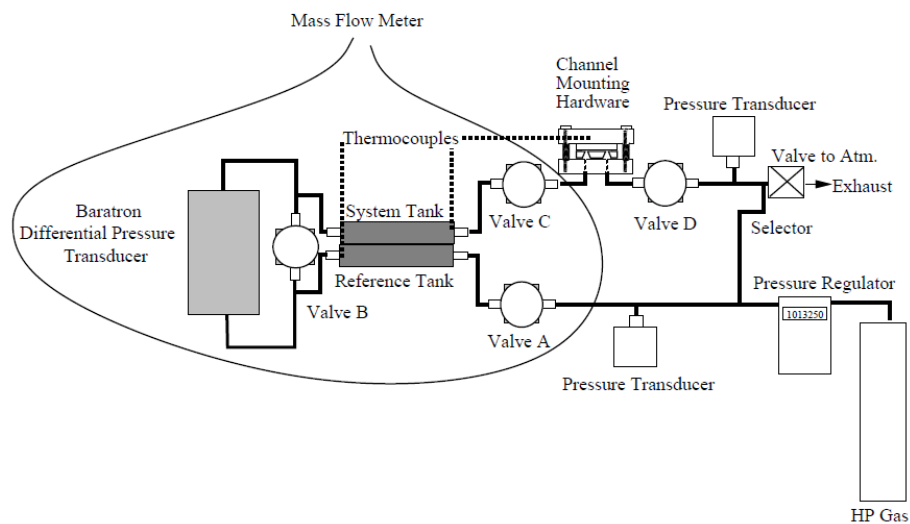 Mass Flow Meter
Channel
Mounting
Hardware
Pressure Transducer
Thermocouples
Valve to Atm.
Exhaust
Baratron
Differential Pressure
Transducer
System Tank
Valve C
Valve D
Selector
Reference Tank
Pressure Regulator
Valve B
1013250
Valve A
Pressure Transducer
HP Gas